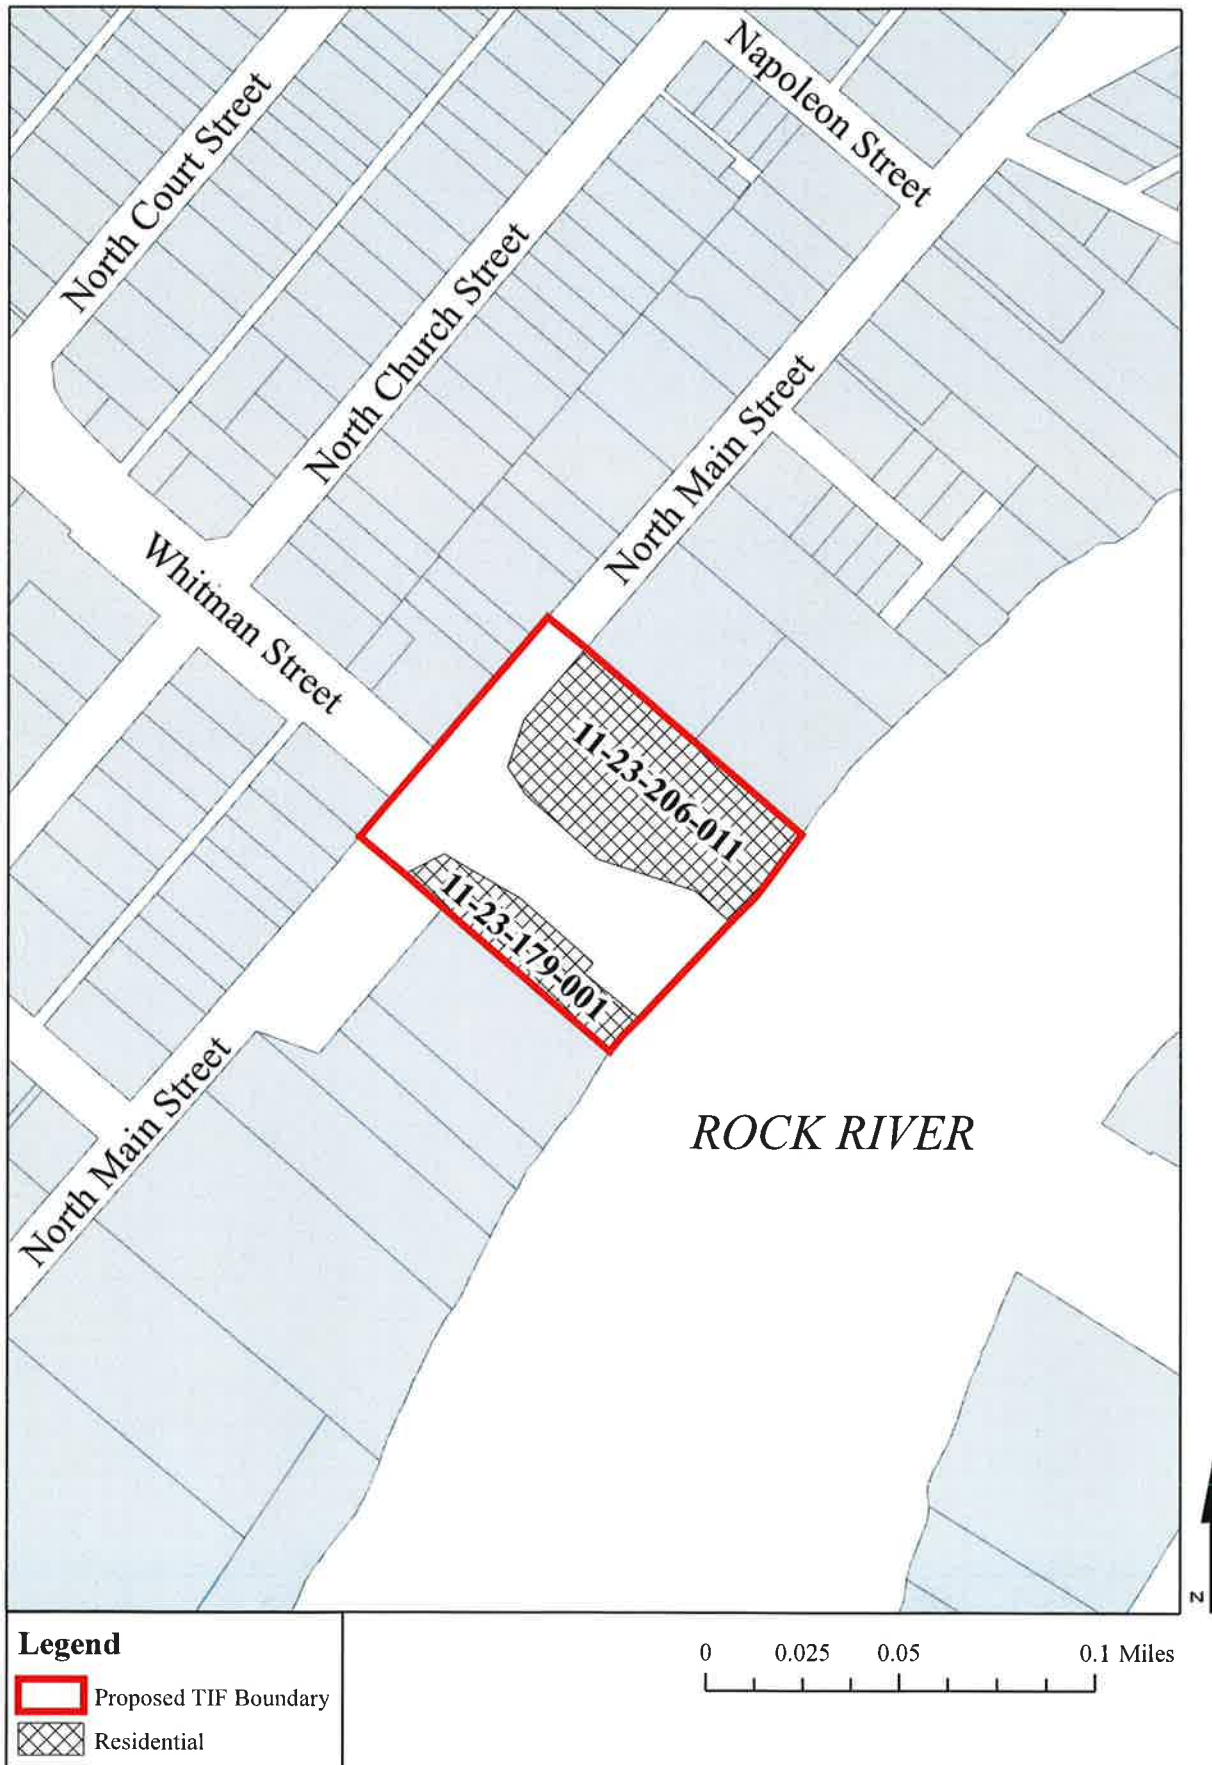 Napoleon Street
North Court Street
North Church Street
North Main Street
Whitman Street
11-23-206-011
11-23-179-001
North Main Street
ROCK RIVER
N
Legend
Proposed TIF Boundary
Residential
0 0.025 0.05 0.1 Miles